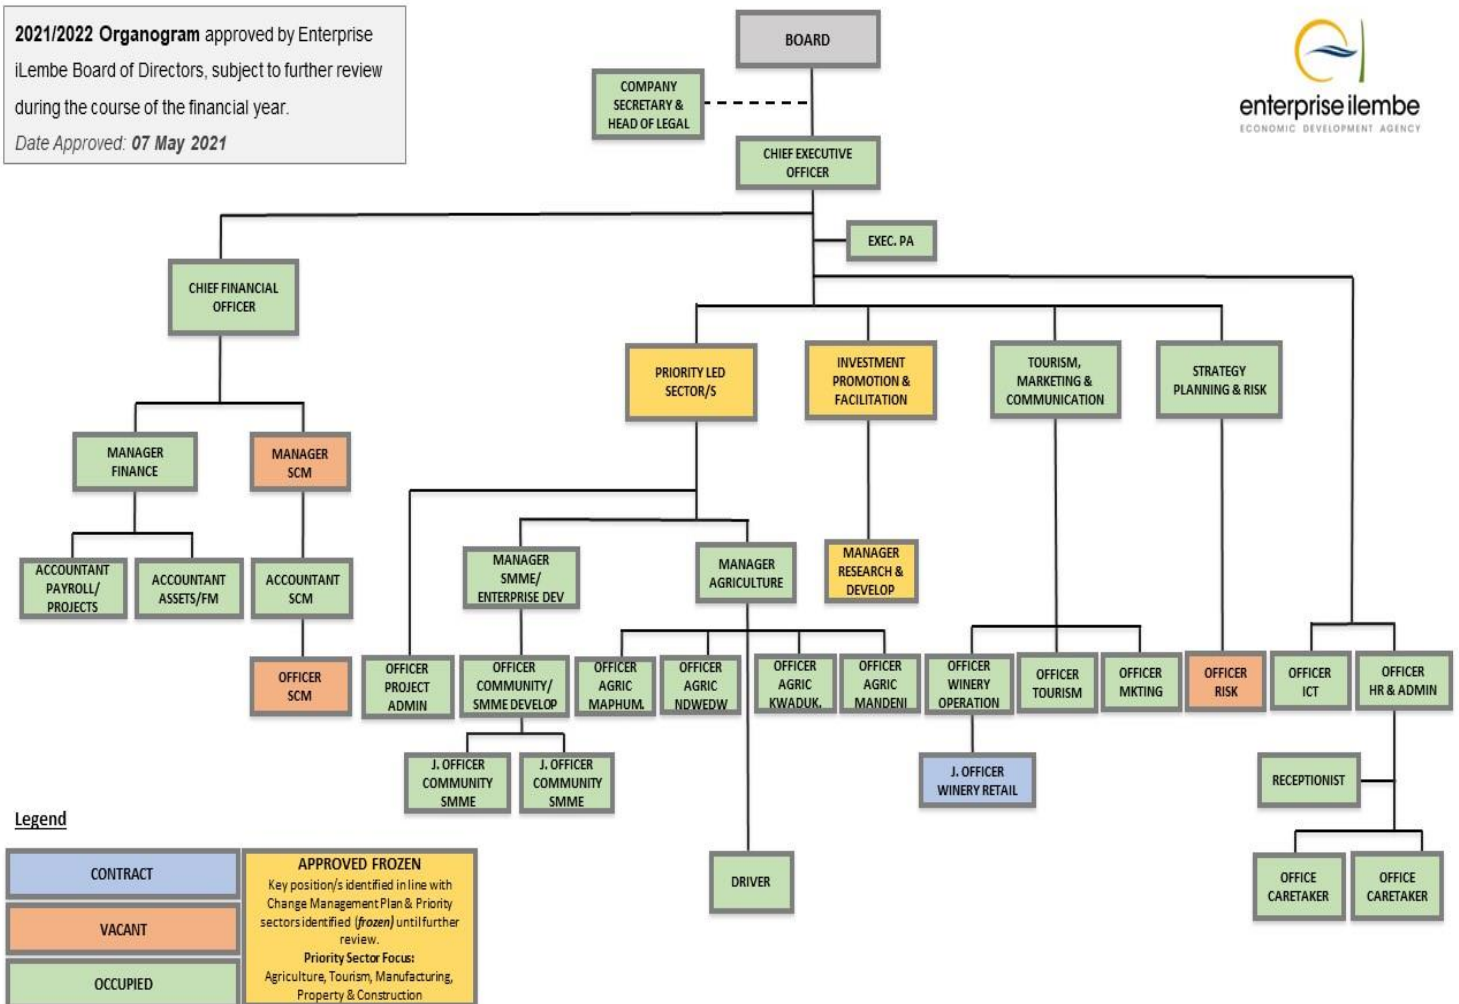 2021/2022 Organogram approved by Enterprise
iLembe Board of Directors, subject to further review
during the course of the financial year.
Date Approved: 07 May 2021
BOARD
enterprise ilembe
ECONOMIC DEVELOPMENT AGENCY
COMPANY
SECRETARY &
HEAD OF LEGAL
CHIEF EXECUTIVE
OFFICER
EXEC. PA
CHIEF FINANCIAL
OFFICER
PRIORITY LED
SECTOR/S
INVESTMENT
PROMOTION &
FACILITATION
TOURISM,
MARKETING &
COMMUNICATION
STRATEGY
PLANNING & RISK
MANAGER
FINANCE
MANAGER
SCM
ACCOUNTANT
PAYROLL/
PROJECTS
ACCOUNTANT
ASSETS/FM
ACCOUNTANT
SCM
MANAGER
SMME/
ENTERPRISE DEV
MANAGER
AGRICULTURE
MANAGER
RESEARCH &
DEVELOP
OFFICER
SCM
OFFICER
PROJECT
ADMIN
OFFICER
COMMUNITY/
SMME DEVELOP
OFFICER
AGRIC
MAPHUM.
OFFICER
AGRIC
NDWEDW
OFFICER
AGRIC
KWADUK.
OFFICER
AGRIC
MANDENI
OFFICER
WINERY
OPERATION
OFFICER
TOURISM
OFFICER
MKTING
OFFICER
RISK
OFFICER
ICT
OFFICER
HR & ADMIN
J. OFFICER
COMMUNITY
SMME
J. OFFICER
COMMUNITY
SMME
J. OFFICER
WINERY RETAIL
RECEPTIONIST
DRIVER
OFFICE
CARETAKER
OFFICE
CARETAKER
Legend
CONTRACT
VACANT
OCCUPIED
APPROVED FROZEN
Key position/s identified in line with
Change Management Plan & Priority
sectors identified (frozen) until further
review.
Priority Sector Focus:
Agriculture, Tourism, Manufacturing,
Property & Construction